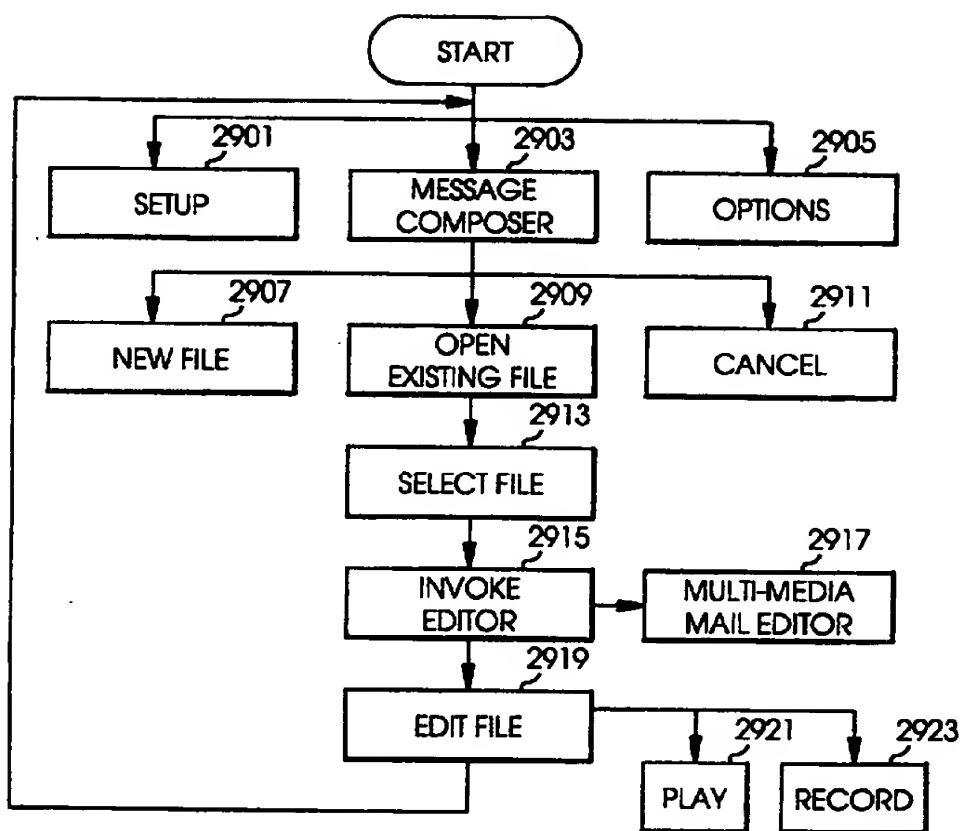 START
2901
2903
2905
SETUP
MESSAGE
COMPOSER
OPTIONS
2907
2909
2911
NEW FILE
OPEN
EXISTING FILE
CANCEL
2913
SELECT FILE
2915
2917
INVOKE
EDITOR
MULTI-MEDIA
MAIL EDITOR
2919
EDIT FILE
2921
2923
PLAY
RECORD